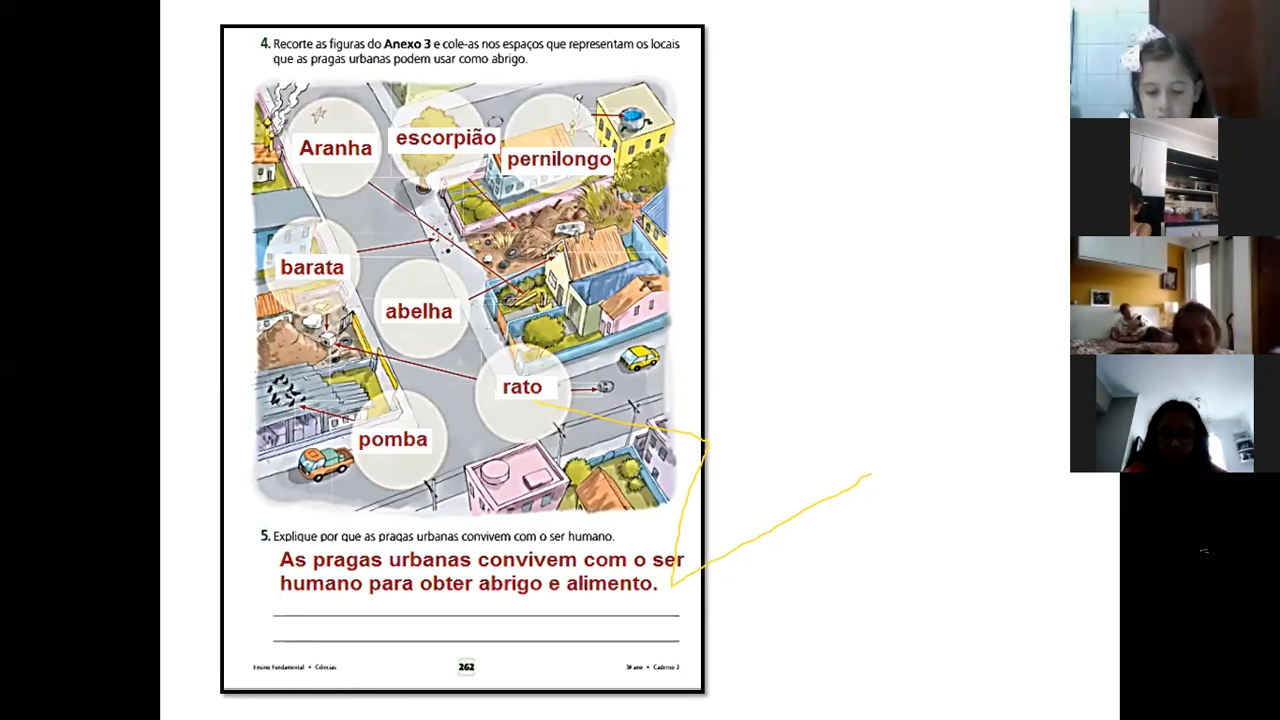 4. Recorte as figuras do Anexo 3 e cole-as nos espaços que representam os locais
que as pragas urbanas podem usar como abrigo.
Aranha
escorpião
pernilongo
barata
abelha
rato
pomba
5. Explique por que as pragas urbanas convivem com o ser humano.
As pragas urbanas convivem com o ser
humano para obter abrigo e alimento.
Ensino Fundamental • Ciências
262
3º ano • Caderno 2